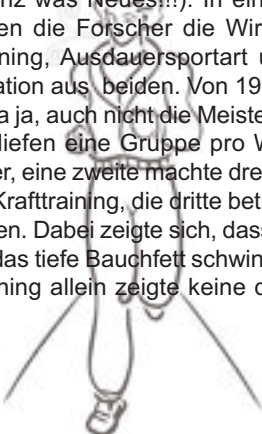 nz was Neues!!!). In ein
en die Forscher die Wir
ning, Ausdauersportart u
ation aus beiden. Von 19
a ja, auch nicht die Meiste
liefen eine Gruppe pro W
er, eine zweite machte dre
Krafttraining, die dritte bet
en. Dabei zeigte sich, dass
das tiefe Bauchfett schwin
ning allein zeigte keine d